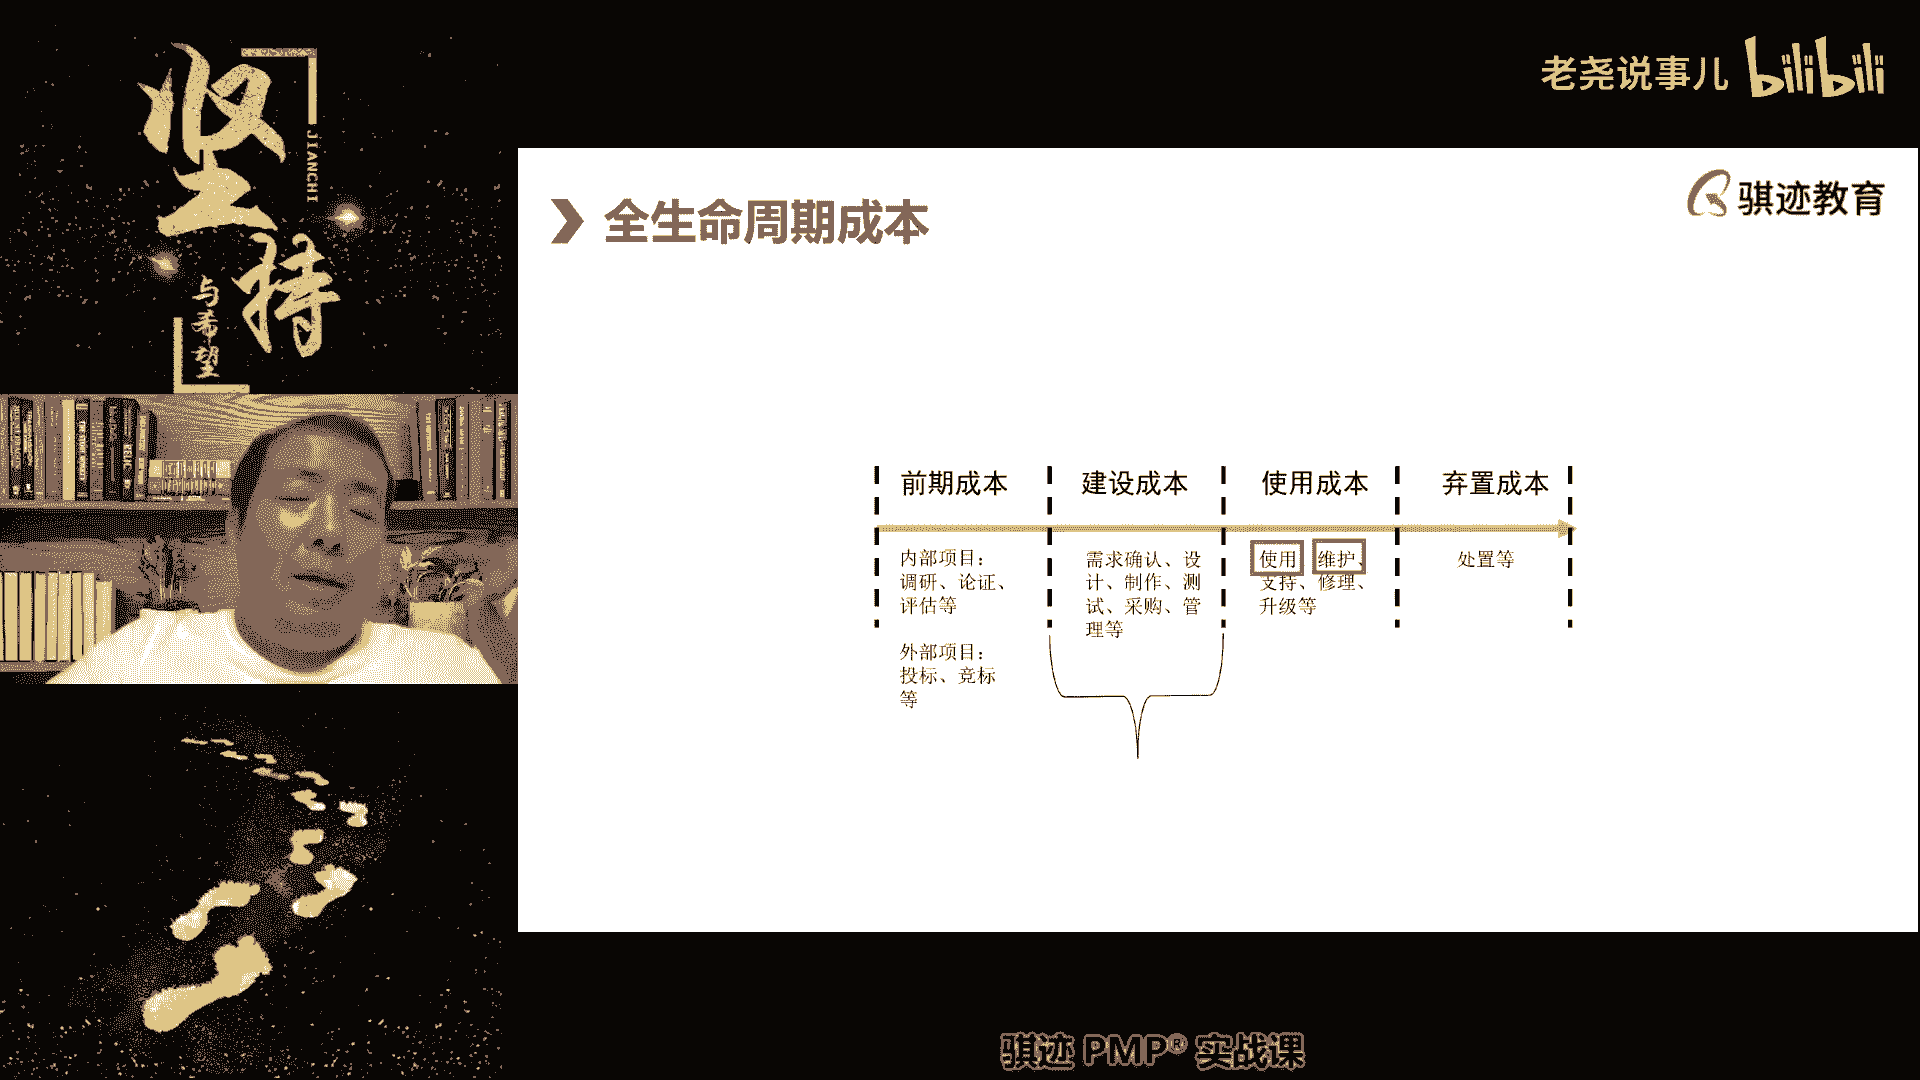 坚持
JIANCHI
与希望
老尧说事儿 bilibili
骐迹教育
全生命周期成本
前期成本
建设成本
使用成本
弃置成本
内部项目：
调研、论证、
评估等
外部项目：
投标、竞标
等
需求确认、设
计、制作、测
试、采购、管
理等
使用、维护、
支持、修理、
升级等
处置等
骐迹 PMP® 实战课